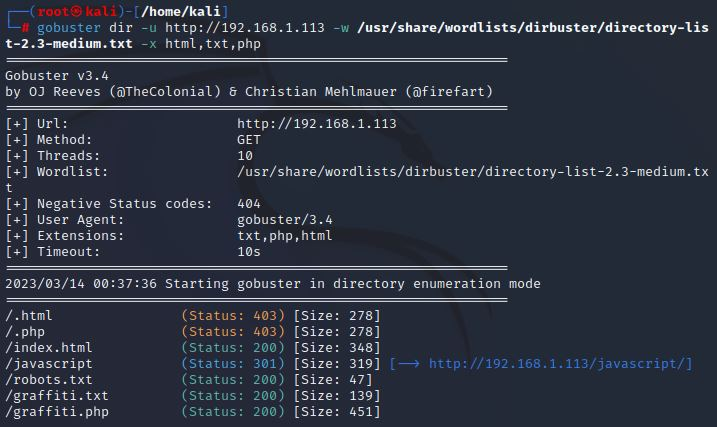 ┌──(root㉿kali)-[/home/kali]
└─# gobuster dir -u http://192.168.1.113 -w /usr/share/wordlists/dirbuster/directory-lis
t-2.3-medium.txt -x html,txt,php
===============================================================
Gobuster v3.4
by OJ Reeves (@TheColonial) & Christian Mehlmauer (@firefart)
===============================================================
[+] Url:                     http://192.168.1.113
[+] Method:                  GET
[+] Threads:                 10
[+] Wordlist:                /usr/share/wordlists/dirbuster/directory-list-2.3-medium.tx
t
[+] Negative Status codes:   404
[+] User Agent:              gobuster/3.4
[+] Extensions:              txt,php,html
[+] Timeout:                 10s
===============================================================
2023/03/14 00:37:36 Starting gobuster in directory enumeration mode
===============================================================
/.html                (Status: 403) [Size: 278]
/.php                 (Status: 403) [Size: 278]
/index.html           (Status: 200) [Size: 348]
/javascript           (Status: 301) [Size: 319] [--> http://192.168.1.113/javascript/]
/robots.txt           (Status: 200) [Size: 47]
/graffiti.txt         (Status: 200) [Size: 139]
/graffiti.php         (Status: 200) [Size: 451]